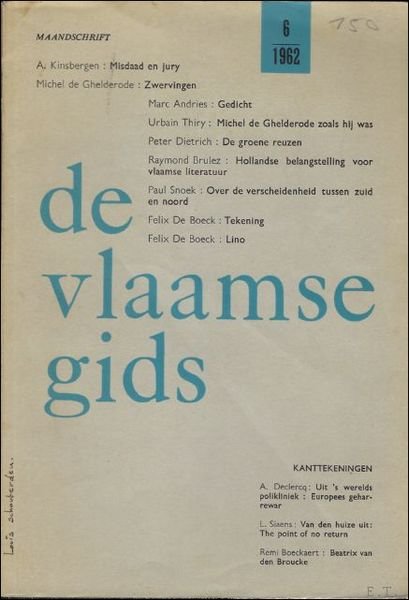 MAANDSCHRIFT
6
1962
150
A. Kinsbergen : Misdaad en jury
Michel de Ghelderode : Zwervingen
Marc Andries : Gedicht
Urbain Thiry : Michel de Ghelderode zoals hij was
Peter Dietrich : De groene reuzen
Raymond Brulez : Hollandse belangstelling voor
vlaamse literatuur
Paul Snoek : Over de verscheidenheid tussen zuid
en noord
Felix De Boeck : Tekening
Felix De Boeck : Lino
de
vlaamse
gids
KANTTEKENINGEN
A. Declercq : Uit 's werelds
polikliniek : Europees gehar-
rewar
L. Siaens : Van den huize uit:
The point of no return
Remi Boeckaert : Beatrix van
den Broucke
Louis Schouberden.
E.T.